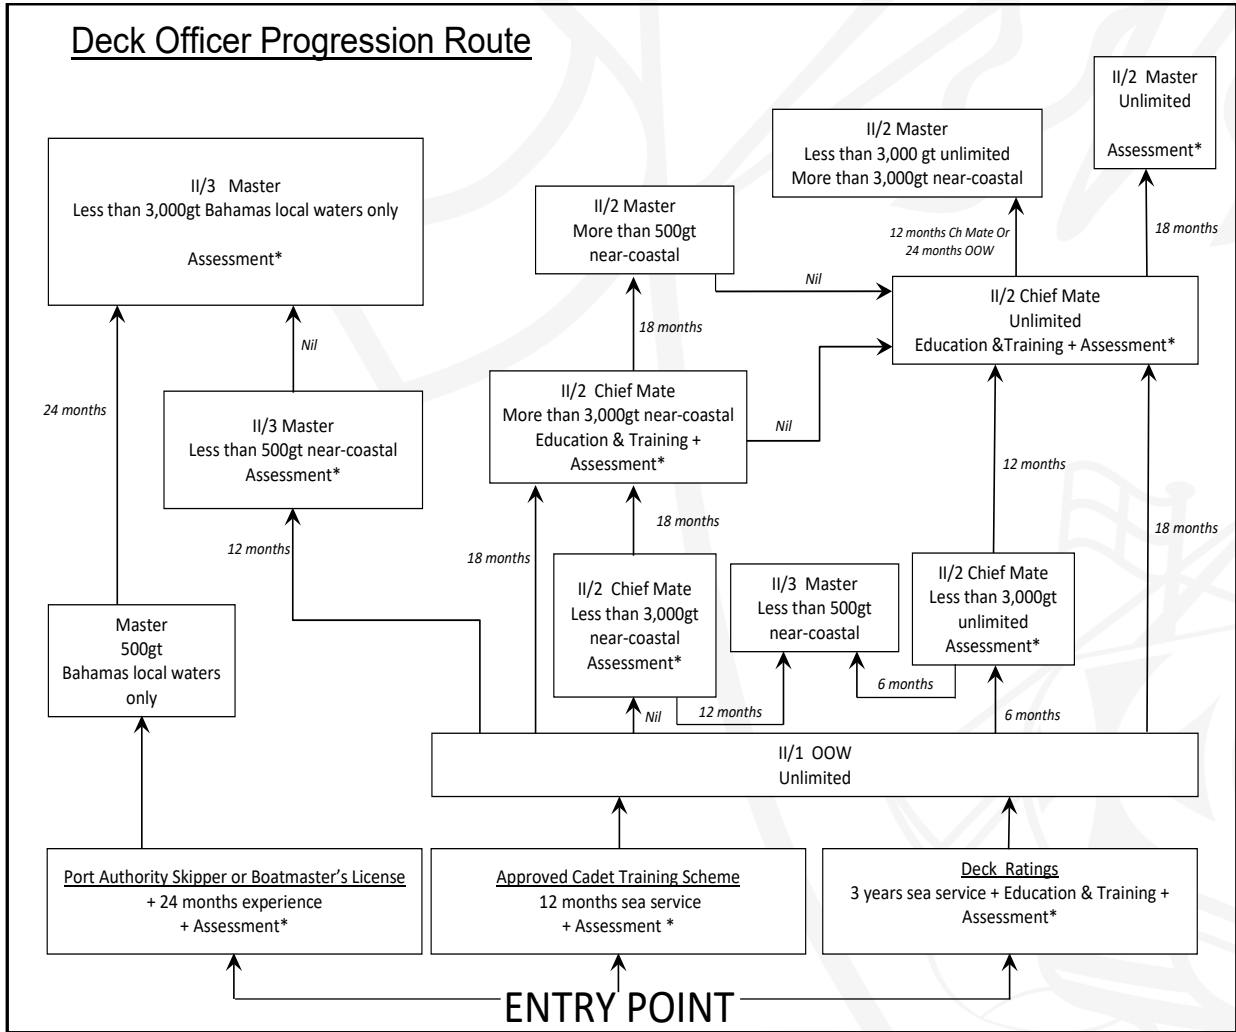 Deck Officer Progression Route
II/2 Master
Unlimited
Assessment*
II/2 Master
Less than 3,000 gt unlimited
More than 3,000gt near-coastal
II/3 Master
Less than 3,000gt Bahamas local waters only
Assessment*
II/2 Master
More than 500gt
near-coastal
12 months Ch Mate Or
24 months OOW
18 months
Nil
II/2 Chief Mate
Unlimited
Education &Training + Assessment*
18 months
Nil
II/2 Chief Mate
More than 3,000gt near-coastal
Education & Training +
Assessment*
Nil
24 months
II/3 Master
Less than 500gt near-coastal
Assessment*
12 months
18 months
18 months
12 months
18 months
II/2 Chief Mate
Less than 3,000gt
near-coastal
Assessment*
II/3 Master
Less than 500gt
near-coastal
II/2 Chief Mate
Less than 3,000gt
unlimited
Assessment*
Master
500gt
Bahamas local waters
only
6 months
Nil
12 months
6 months
II/1 OOW
Unlimited
Port Authority Skipper or Boatmaster's License
+ 24 months experience
+ Assessment*
Approved Cadet Training Scheme
12 months sea service
+ Assessment *
Deck Ratings
3 years sea service + Education & Training +
Assessment*
ENTRY POINT